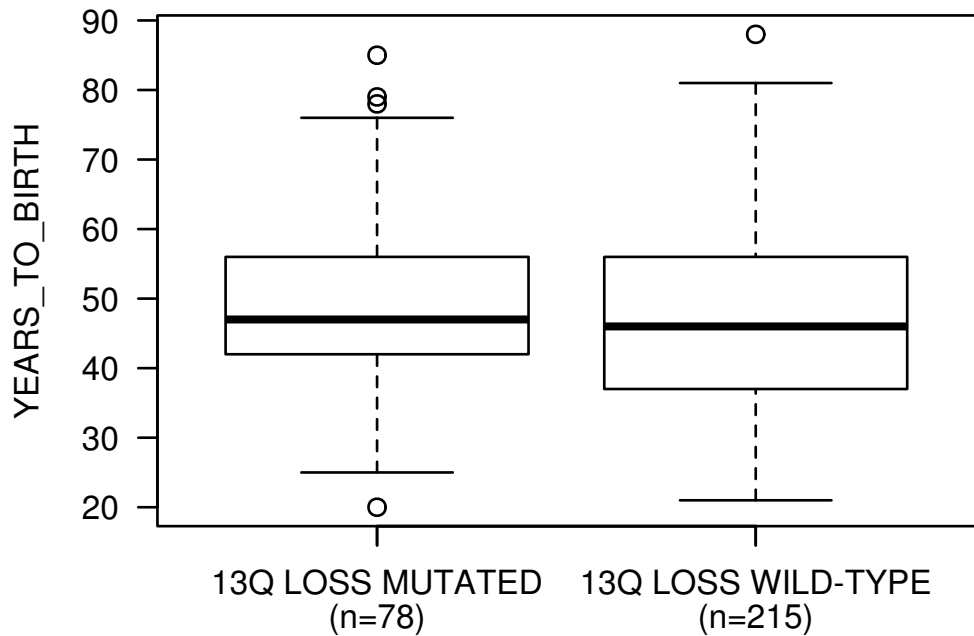 YEARS_TO_BIRTH
90
80
70
60
50
40
30
20
13Q LOSS MUTATED
(n=78)
13Q LOSS WILD-TYPE
(n=215)